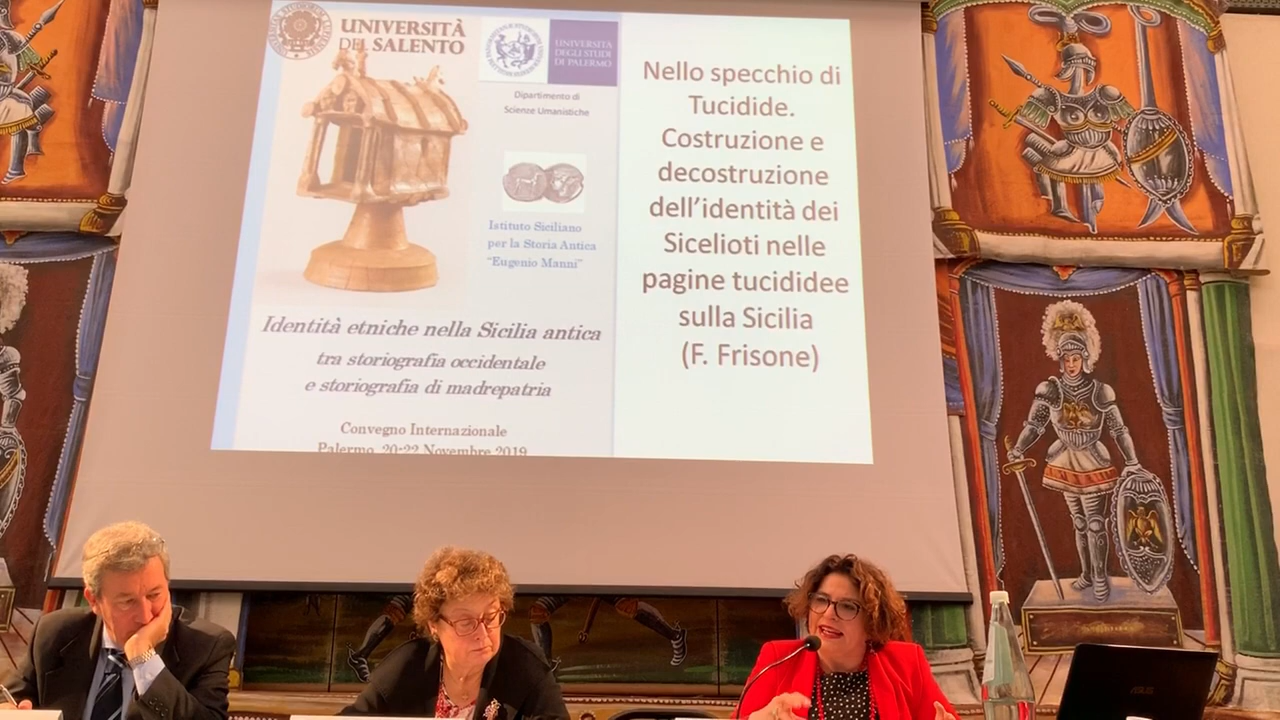 UNIVERSITÀ
DEL SALENTO
UNIVERSITÀ
DEGLI STUDI
DI PALERMO
Dipartimento di
Scienze Umanistiche
Istituto Siciliano
per la Storia Antica
"Eugenio Manni"
Identità etniche nella Sicilia antica
tra storiografia occidentale
e storiografia di madrepatria
Convegno Internazionale
Palermo, 20-22 Novembre 2019
Nello specchio di
Tucidide.
Costruzione e
decostruzione
dell'identità dei
Sicelioti nelle
pagine tucididee
sulla Sicilia
(F. Frisone)
ASUS